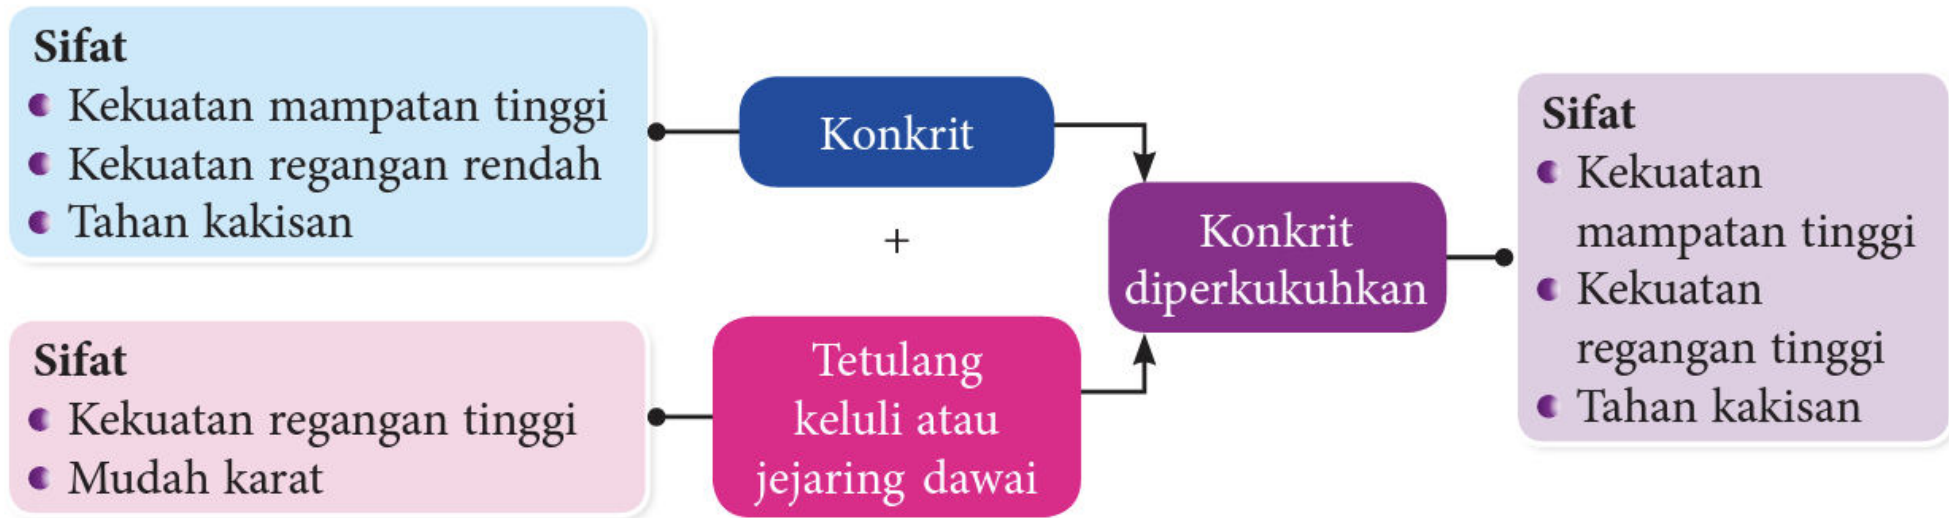 Sifat
Kekuatan mampatan tinggi
Kekuatan regangan rendah
Tahan kakisan
Konkrit
+
Sifat
Kekuatan regangan tinggi
Mudah karat
Tetulang
keluli atau
jejaring dawai
Konkrit
diperkukuhkan
Sifat
Kekuatan
mampatan tinggi
Kekuatan
regangan tinggi
Tahan kakisan